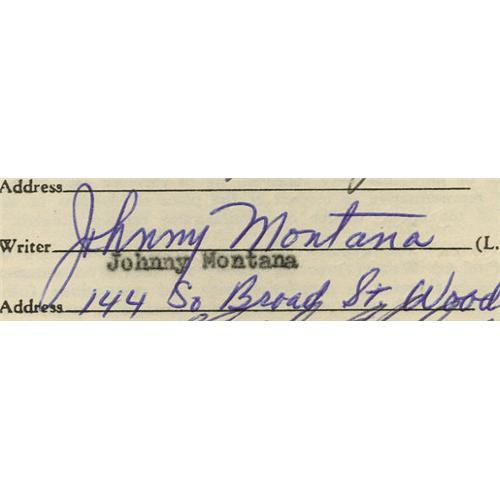 Address
Writer Johnny Montana (L.
Johnny Montana
Address 144 So Broad St, Wood